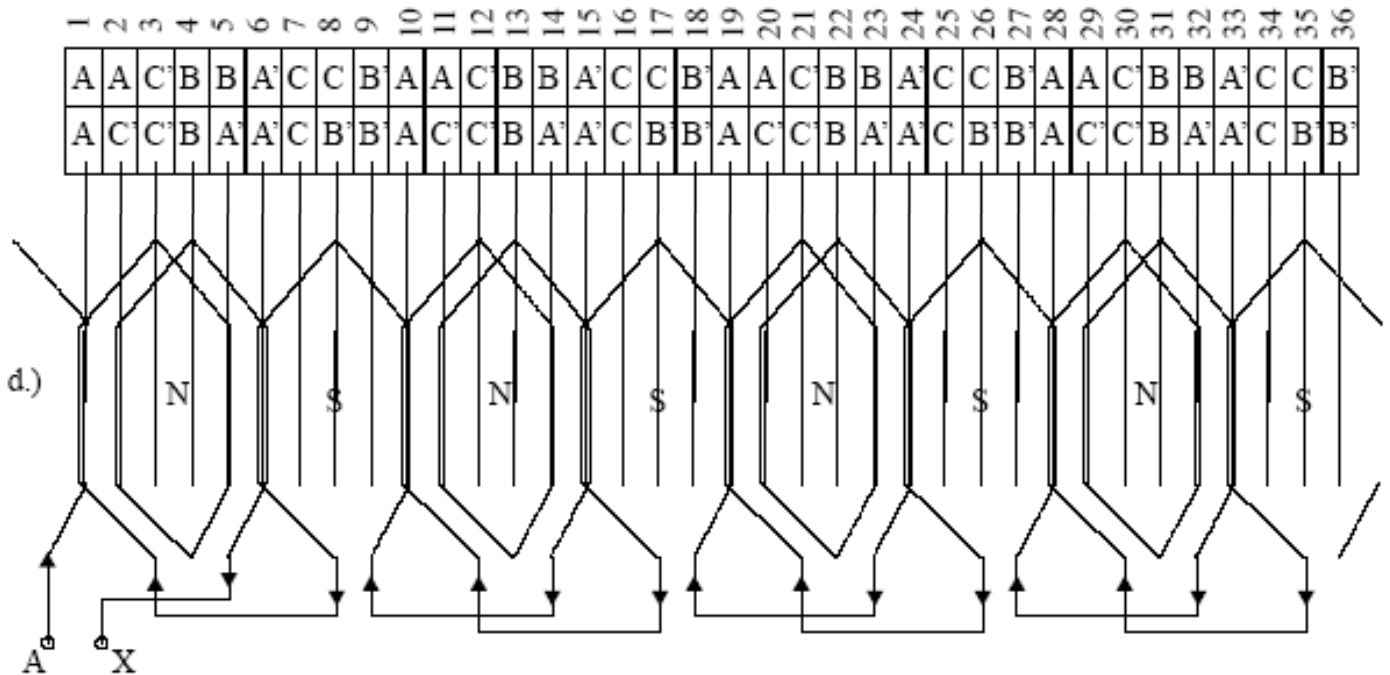 1 2 3 4 5 6 7 8 9 10 11 12 13 14 15 16 17 18 19 20 21 22 23 24 25 26 27 28 29 30 31 32 33 34 35 36
A A C' B B A' C C B' A A C' B B A' C C B' A A C' B B A' C C B' A A C' B B A' C C B'
A C' C' B A' A' C B' B' A C' C' B A' A' C B' B' A C' C' B A' A' C B' B' A C' C' B A' A' C B' B'
d.) N S N S N S N S
A X